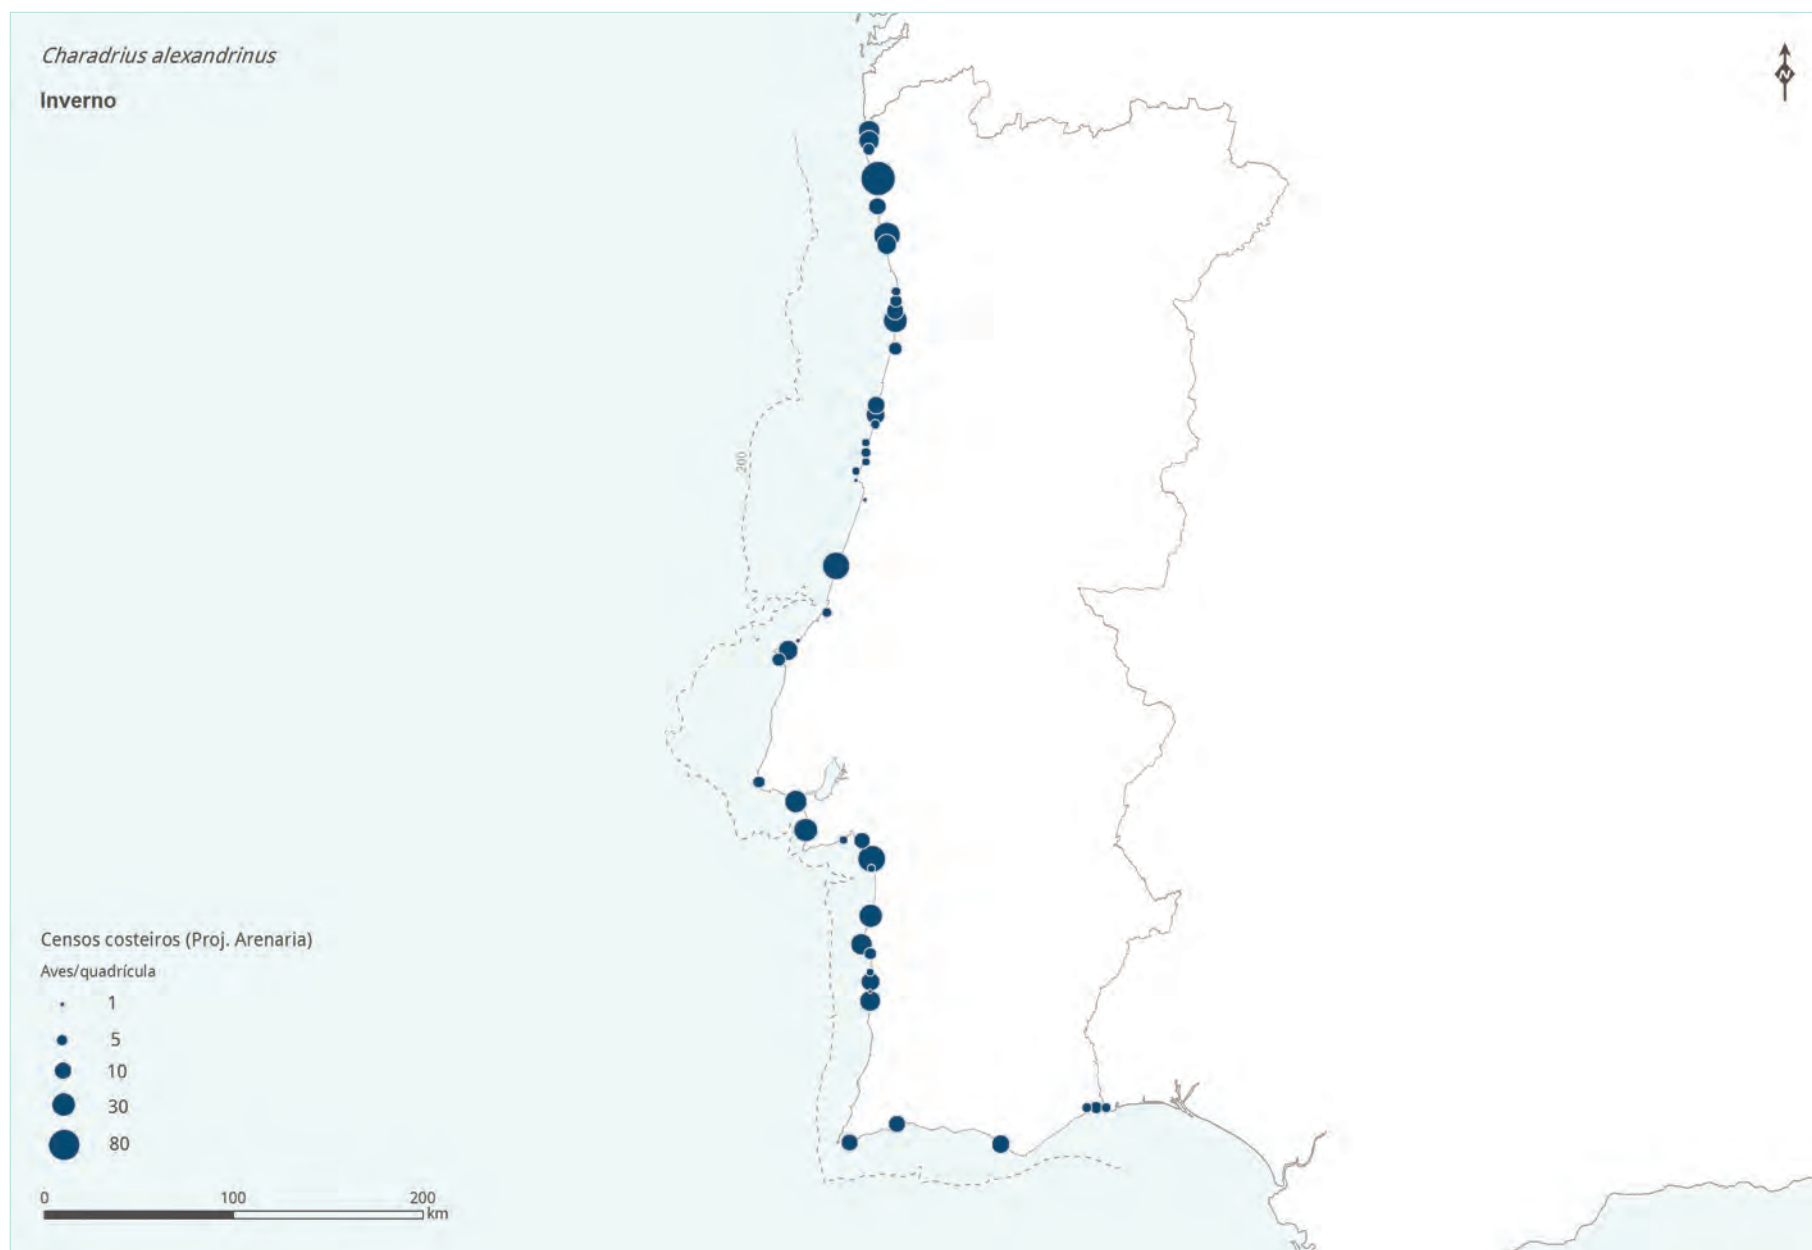 Charadrius alexandrinus
Inverno
N
200
Censos costeiros (Proj. Arenaria)
Aves/quadrícula
1
5
10
30
80
0 100 200
km